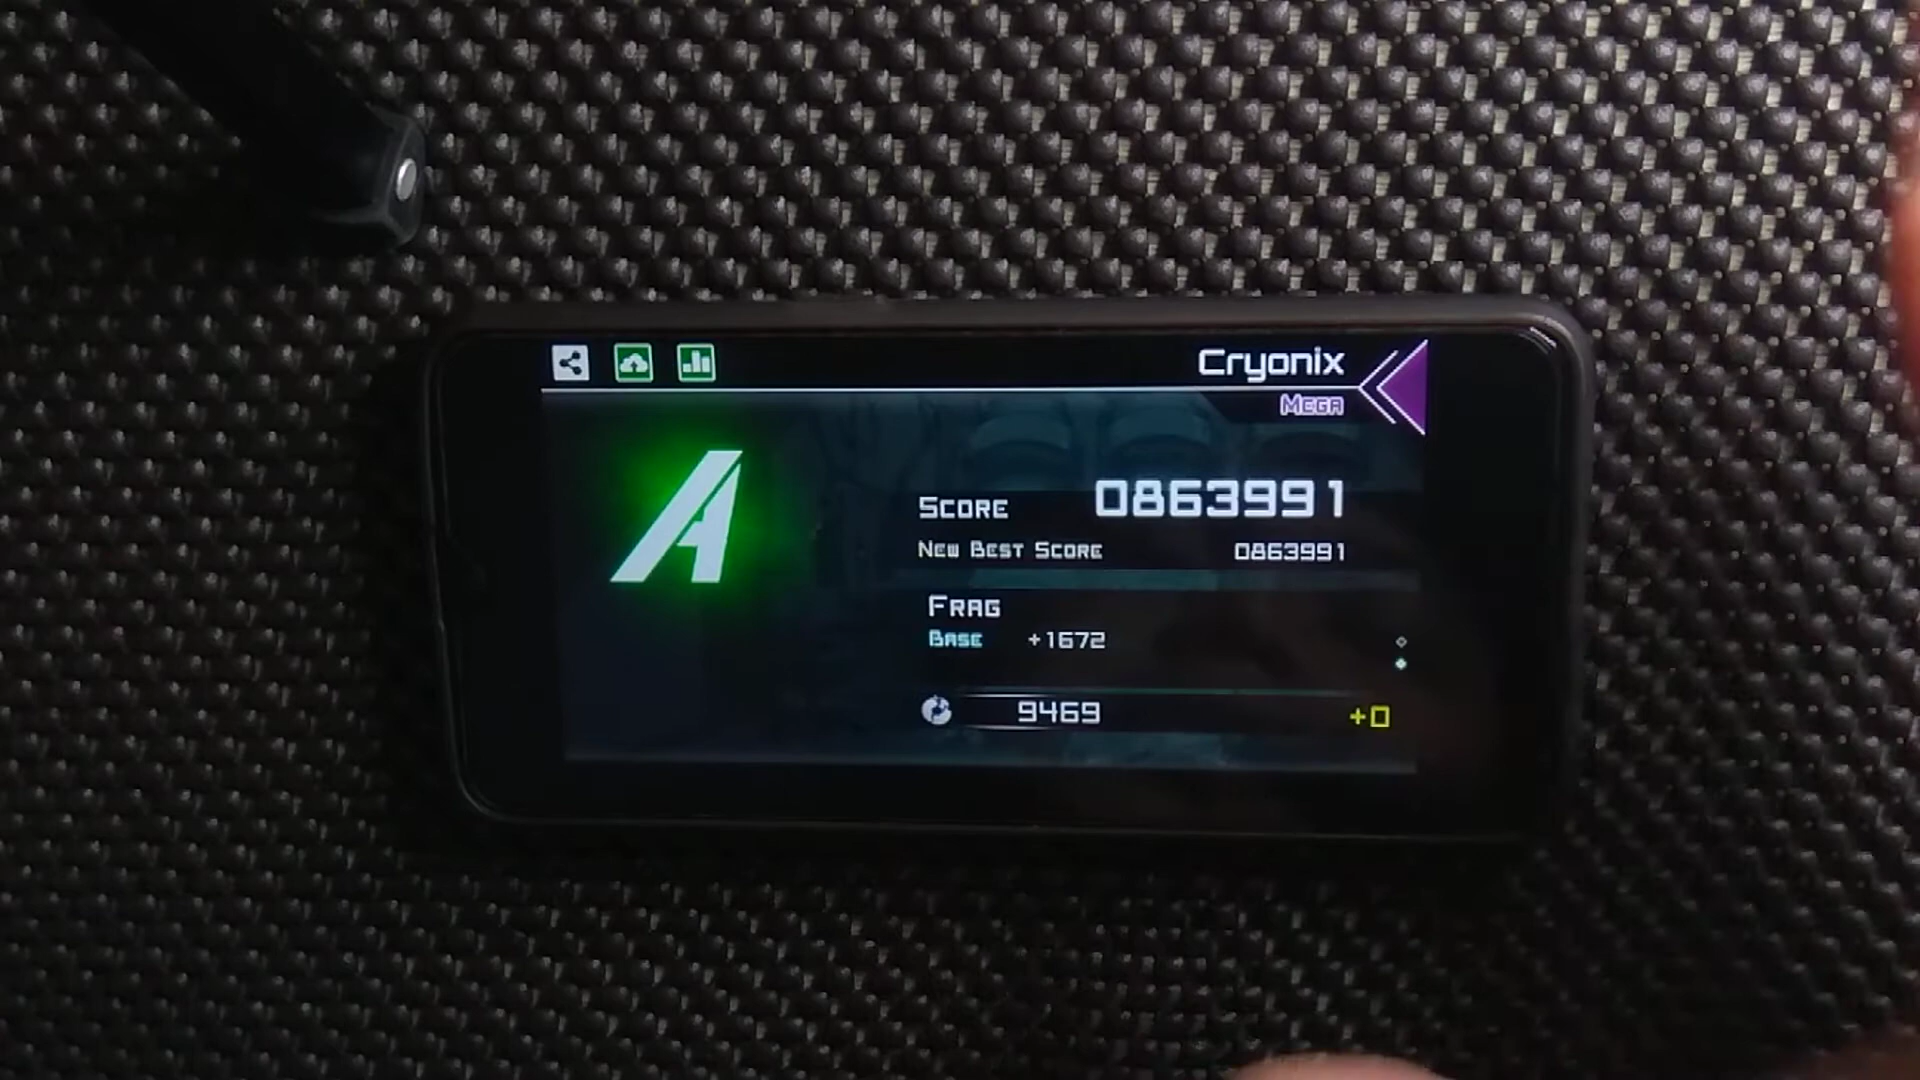 Cryonix
Mega
A
Score 0863991
New Best Score 0863991
Frag
Base +1672
9469 +0